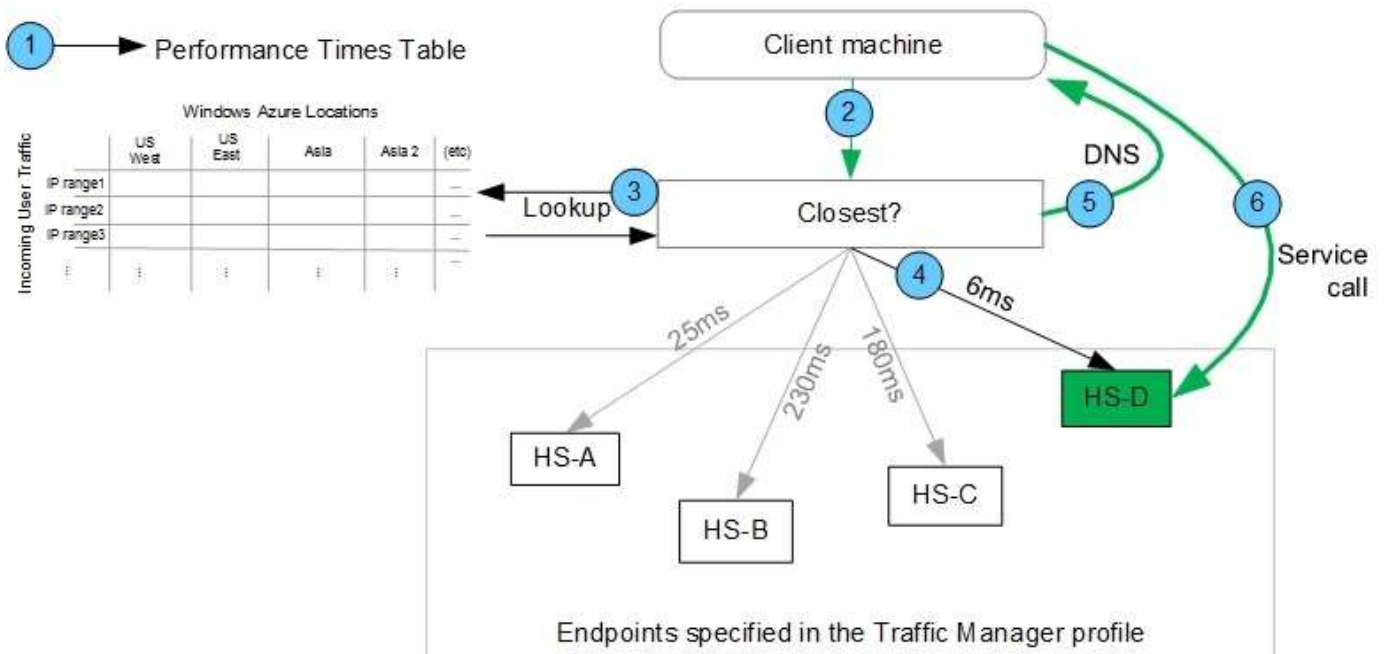 1
Performance Times Table
Windows Azure Locations
Incoming User Traffic
US West
US East
Asia
Asia 2
(etc)
IP range1
...
IP range2
...
IP range3
...
...
⋮ ⋮ ⋮ ⋮ ⋮
Client machine
2
DNS
3
Lookup
Closest?
5
6
Service
call
4
6ms
25ms
230ms
180ms
HS-D
HS-A
HS-C
HS-B
Endpoints specified in the Traffic Manager profile